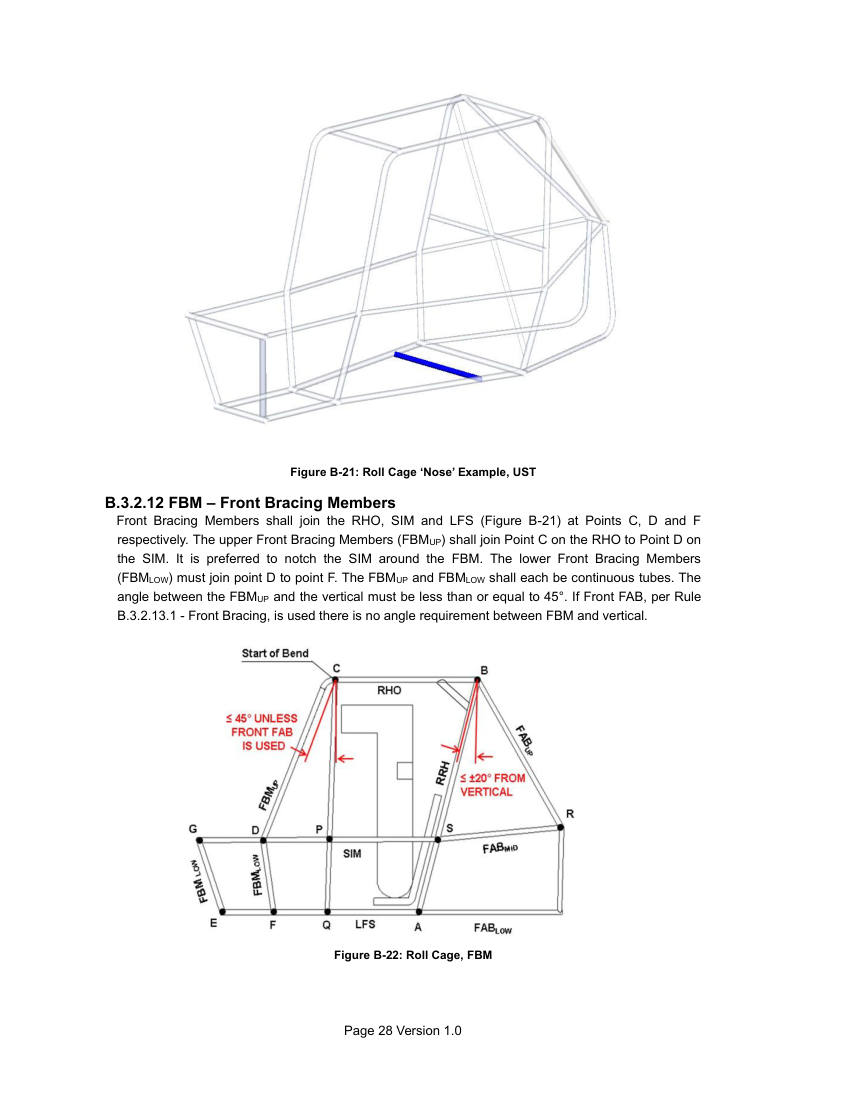 Figure B-21: Roll Cage ‘Nose’ Example, UST
B.3.2.12 FBM – Front Bracing Members
Front Bracing Members shall join the RHO, SIM and LFS (Figure B-21) at Points C, D and F
respectively. The upper Front Bracing Members (FBMUP) shall join Point C on the RHO to Point D on
the SIM. It is preferred to notch the SIM around the FBM. The lower Front Bracing Members
(FBMLOW) must join point D to point F. The FBMUP and FBMLOW shall each be continuous tubes. The
angle between the FBMUP and the vertical must be less than or equal to 45°. If Front FAB, per Rule
B.3.2.13.1 - Front Bracing, is used there is no angle requirement between FBM and vertical.
Start of Bend
C
B
RHO
≤ 45° UNLESS
FRONT FAB
IS USED
FABUP
RRH
≤ ±20° FROM
VERTICAL
FBMUP
R
G
D
P
S
SIM
FABMID
FBMLOW
FBMLOW
E
F
Q
LFS
A
FABLOW
Figure B-22: Roll Cage, FBM
Page 28 Version 1.0